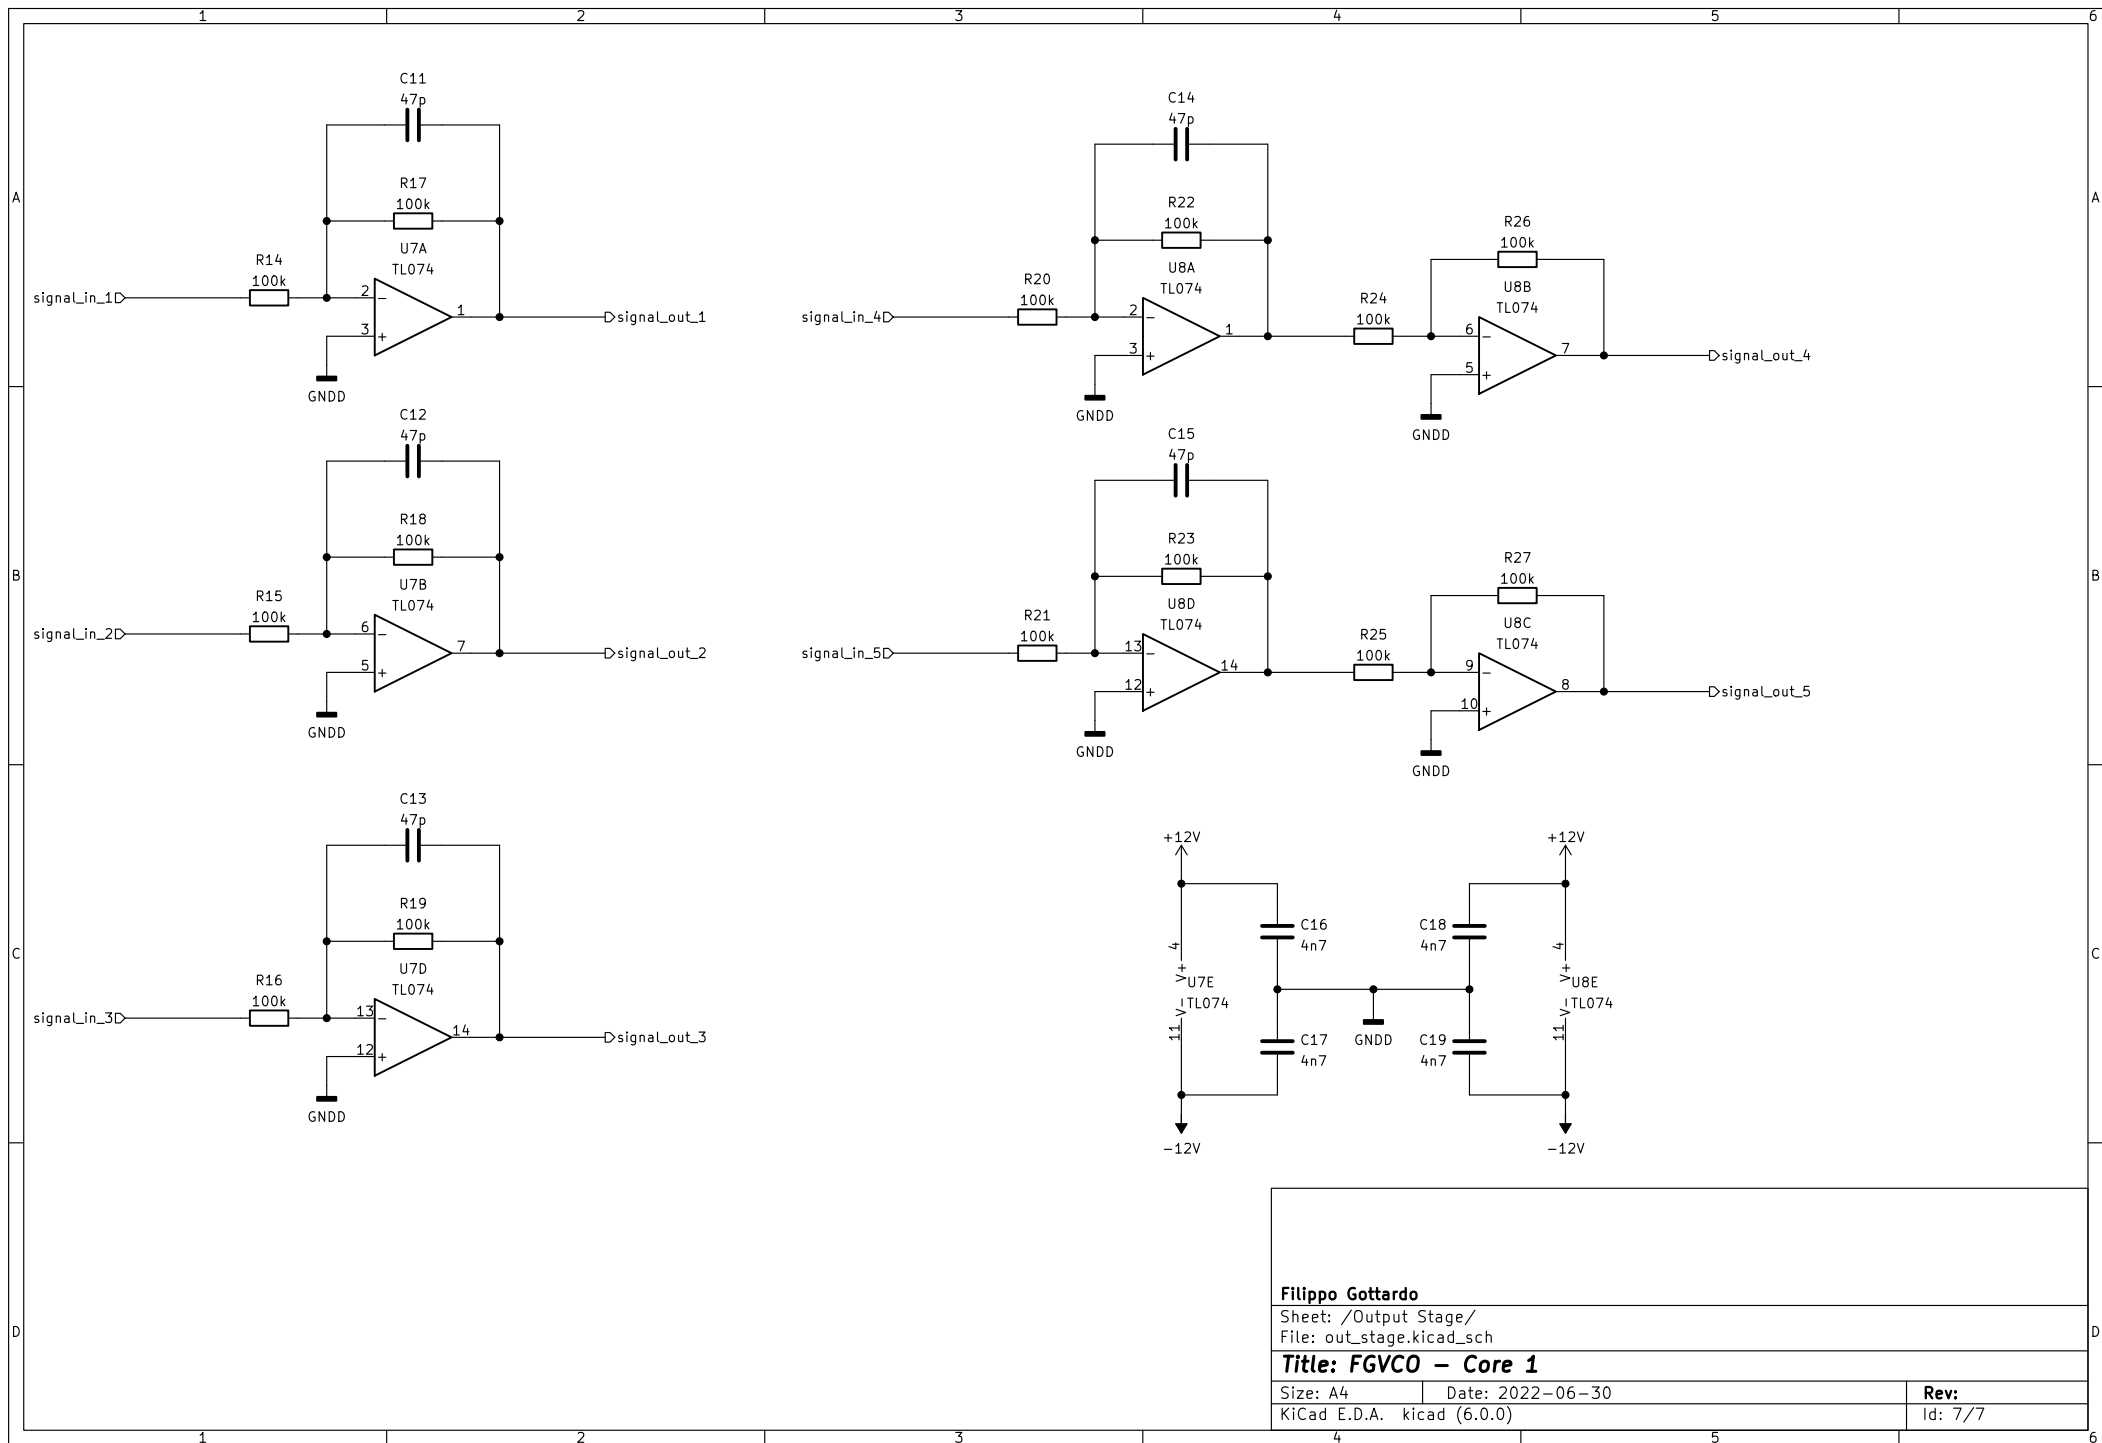 1 2 3 4 5 6
A A
B B
C C
D D
C11
47p
R17
100k
U7A
TL074
R14
100k
signal_in_1
2
−
3
+
1
signal_out_1
GNDD
C12
47p
R18
100k
U7B
TL074
R15
100k
signal_in_2
6
−
5
+
7
signal_out_2
GNDD
C13
47p
R19
100k
U7D
TL074
R16
100k
signal_in_3
13
−
12
+
14
signal_out_3
GNDD
C14
47p
R22
100k
U8A
TL074
R20
100k
signal_in_4
2
−
3
+
1
GNDD
R26
100k
U8B
TL074
R24
100k
6
−
5
+
7
signal_out_4
GNDD
C15
47p
R23
100k
U8D
TL074
R21
100k
signal_in_5
13
−
12
+
14
GNDD
R27
100k
U8C
TL074
R25
100k
9
−
10
+
8
signal_out_5
GNDD
+12V
4
V+
U7E
TL074
V−
11
−12V
C16
4n7
C17
4n7
GNDD
C18
4n7
C19
4n7
+12V
4
V+
U8E
TL074
V−
11
−12V
Filippo Gottardo
Sheet: /Output Stage/
File: out_stage.kicad_sch
Title: FGVCO − Core 1
Size: A4 Date: 2022−06−30 Rev:
KiCad E.D.A. kicad (6.0.0) Id: 7/7
1 2 3 4 5 6